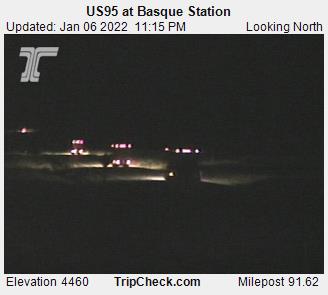 US95 at Basque Station
Updated: Jan 06 2022 11:15 PM Looking North
Elevation 4460 TripCheck.com Milepost 91.62